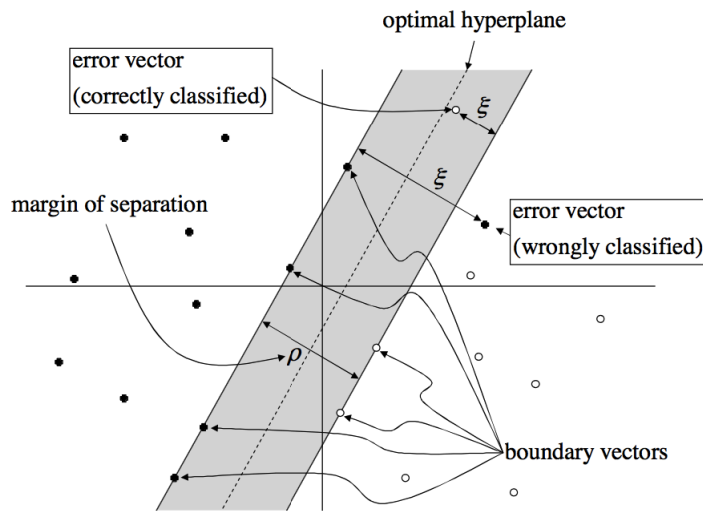 optimal hyperplane
error vector
(correctly classified)
ξ
ξ
margin of separation
error vector
(wrongly classified)
ρ
boundary vectors